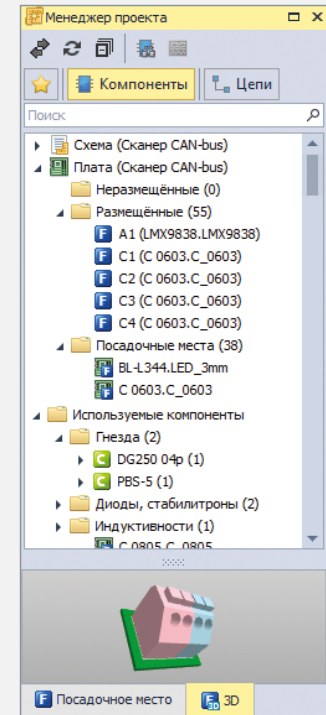 Менеджер проекта
Компоненты
Цепи
Поиск
Схема (Сканер CAN-bus)
Плата (Сканер CAN-bus)
Неразмещённые (0)
Размещённые (55)
A1 (LMX9838.LMX9838)
C1 (C 0603.C_0603)
C2 (C 0603.C_0603)
C3 (C 0603.C_0603)
C4 (C 0603.C_0603)
Посадочные места (38)
BL-L344.LED_3mm
C 0603.C_0603
Используемые компоненты
Гнезда (2)
DG250 04p (1)
PBS-5 (1)
Диоды, стабилитроны (2)
Индуктивности (1)
C 0805.C_0805
Посадочное место
3D